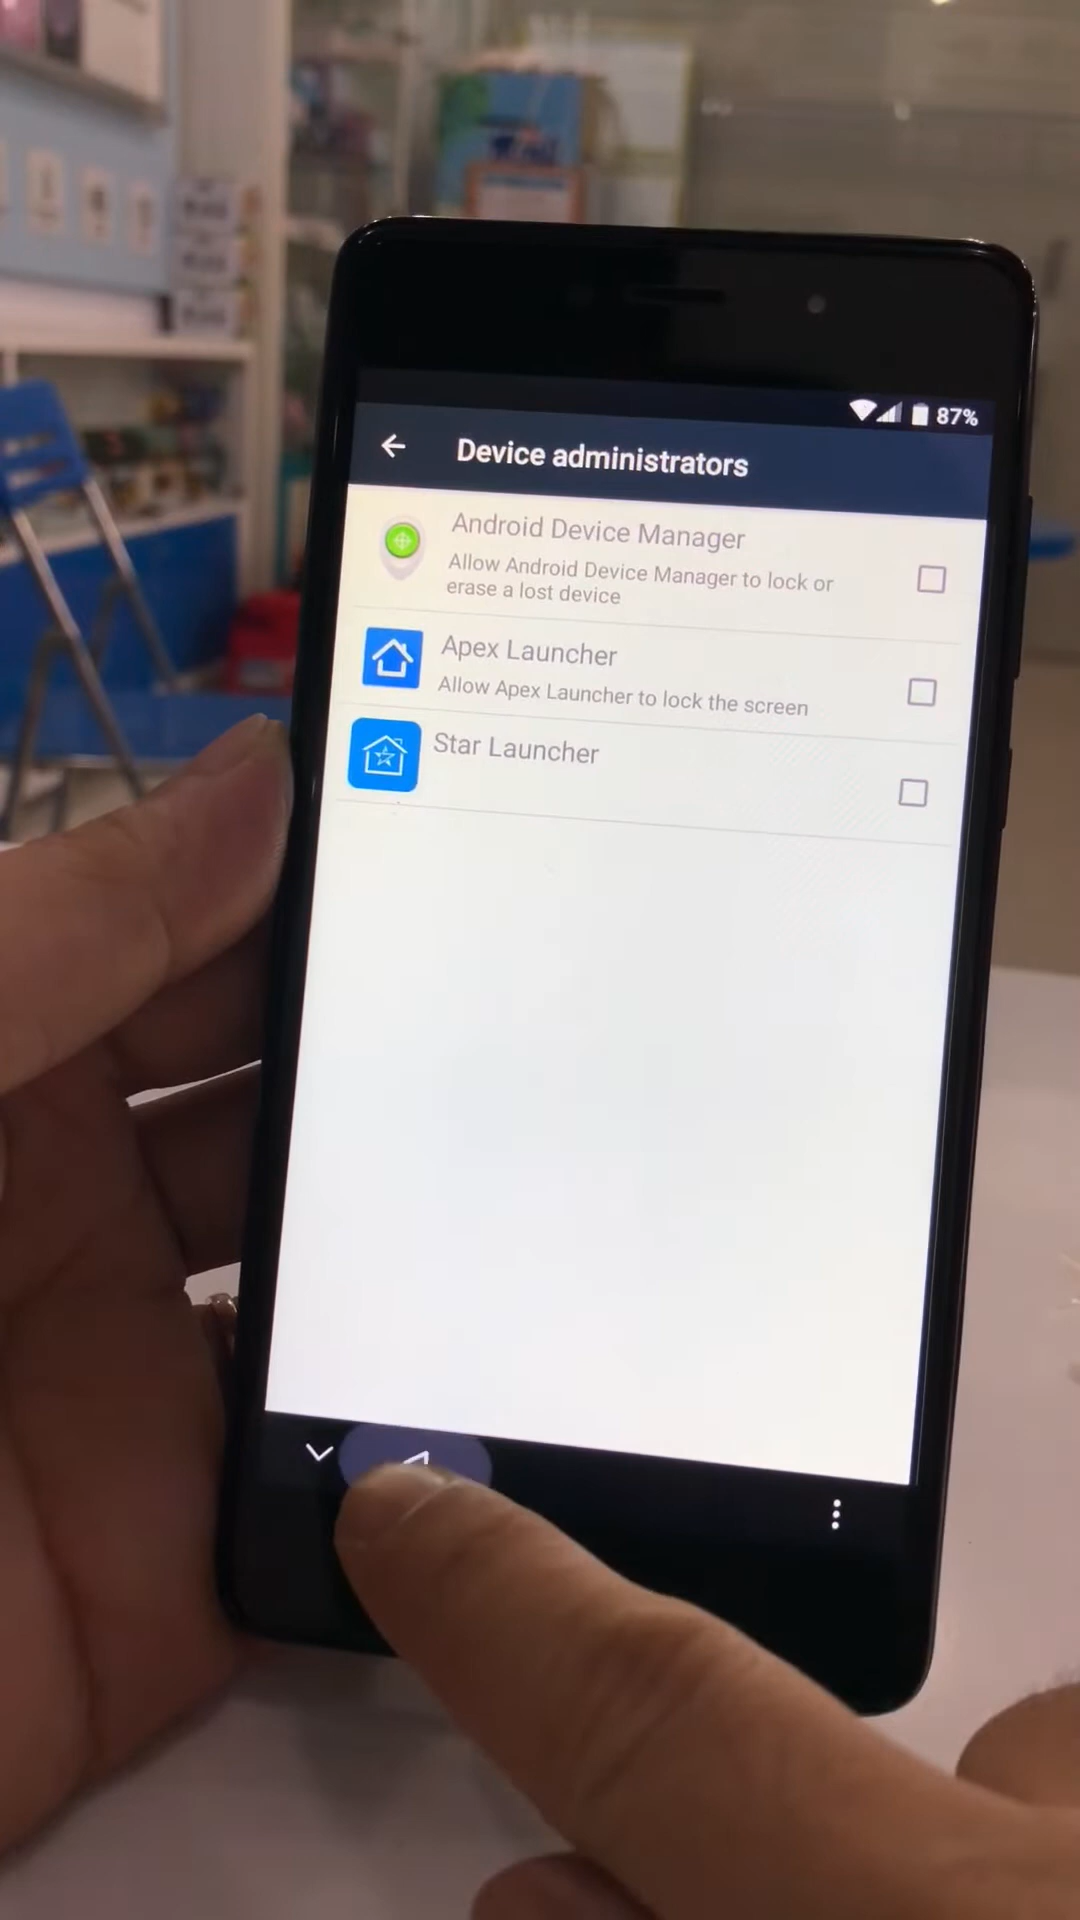 87%
Device administrators
Android Device Manager
Allow Android Device Manager to lock or
erase a lost device
Apex Launcher
Allow Apex Launcher to lock the screen
Star Launcher